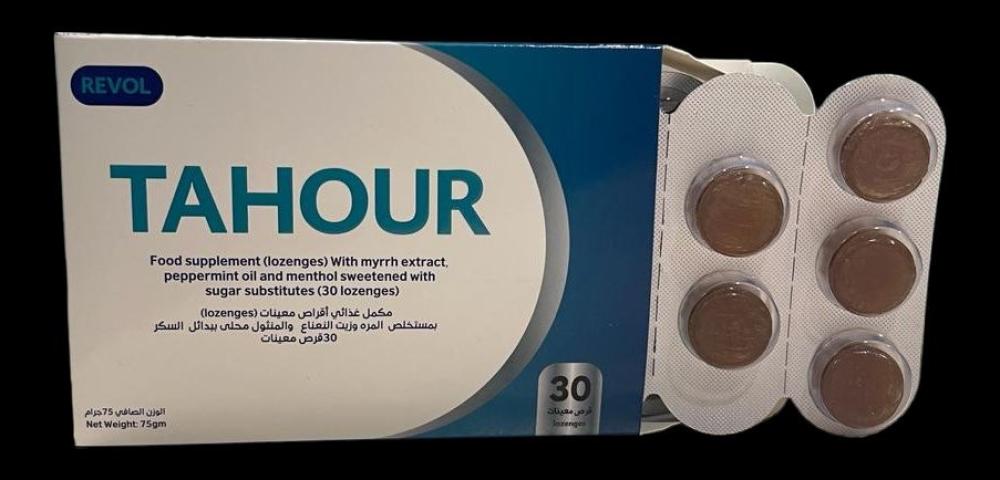 REVOL
TAHOUR
Food supplement (lozenges) With myrrh extract,
peppermint oil and menthol sweetened with
sugar substitutes (30 lozenges)
مكمل غذائي أقراص معينات (lozenges)
بمستخلص المره وزيت النعناع والمنثول محلى ببدائل السكر
30قرص معينات
الوزن الصافي 75جرام
Net Weight: 75gm
30
قرص معينات
lozenges